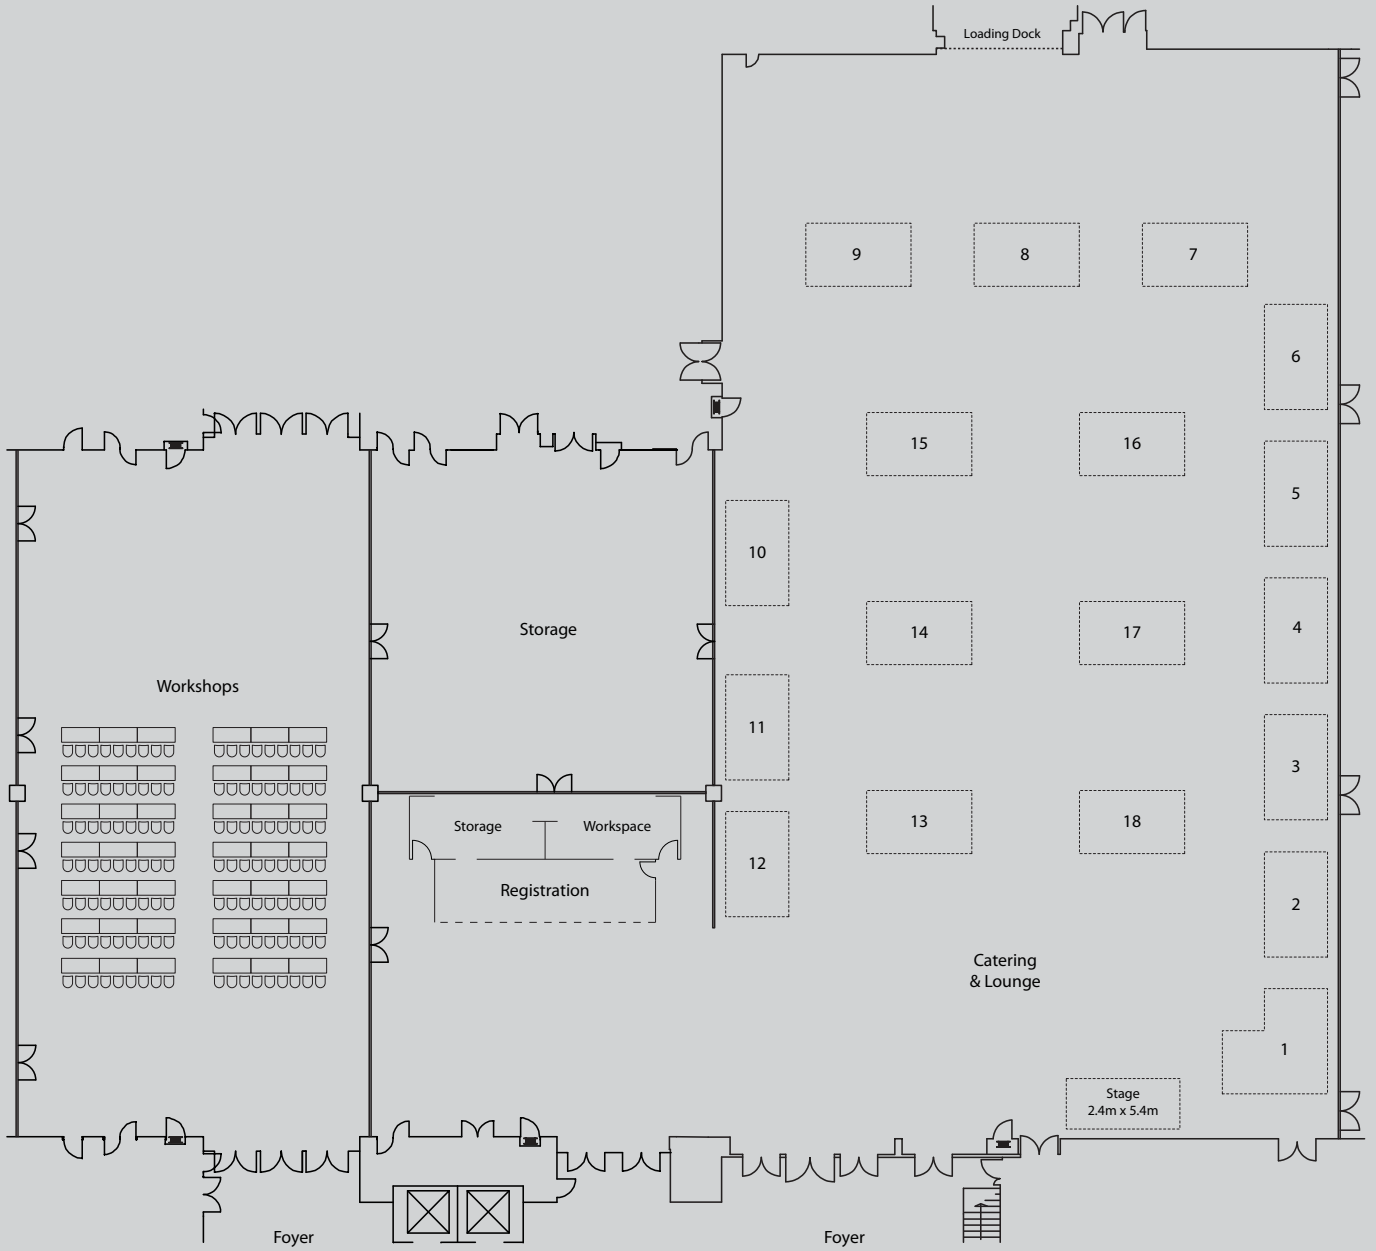 Loading Dock
9
8
7
6
15
16
5
10
Storage
14
17
4
Workshops
11
3
Storage
Workspace
13
18
12
Registration
2
Catering
& Lounge
1
Stage
2.4m x 5.4m
Foyer
Foyer